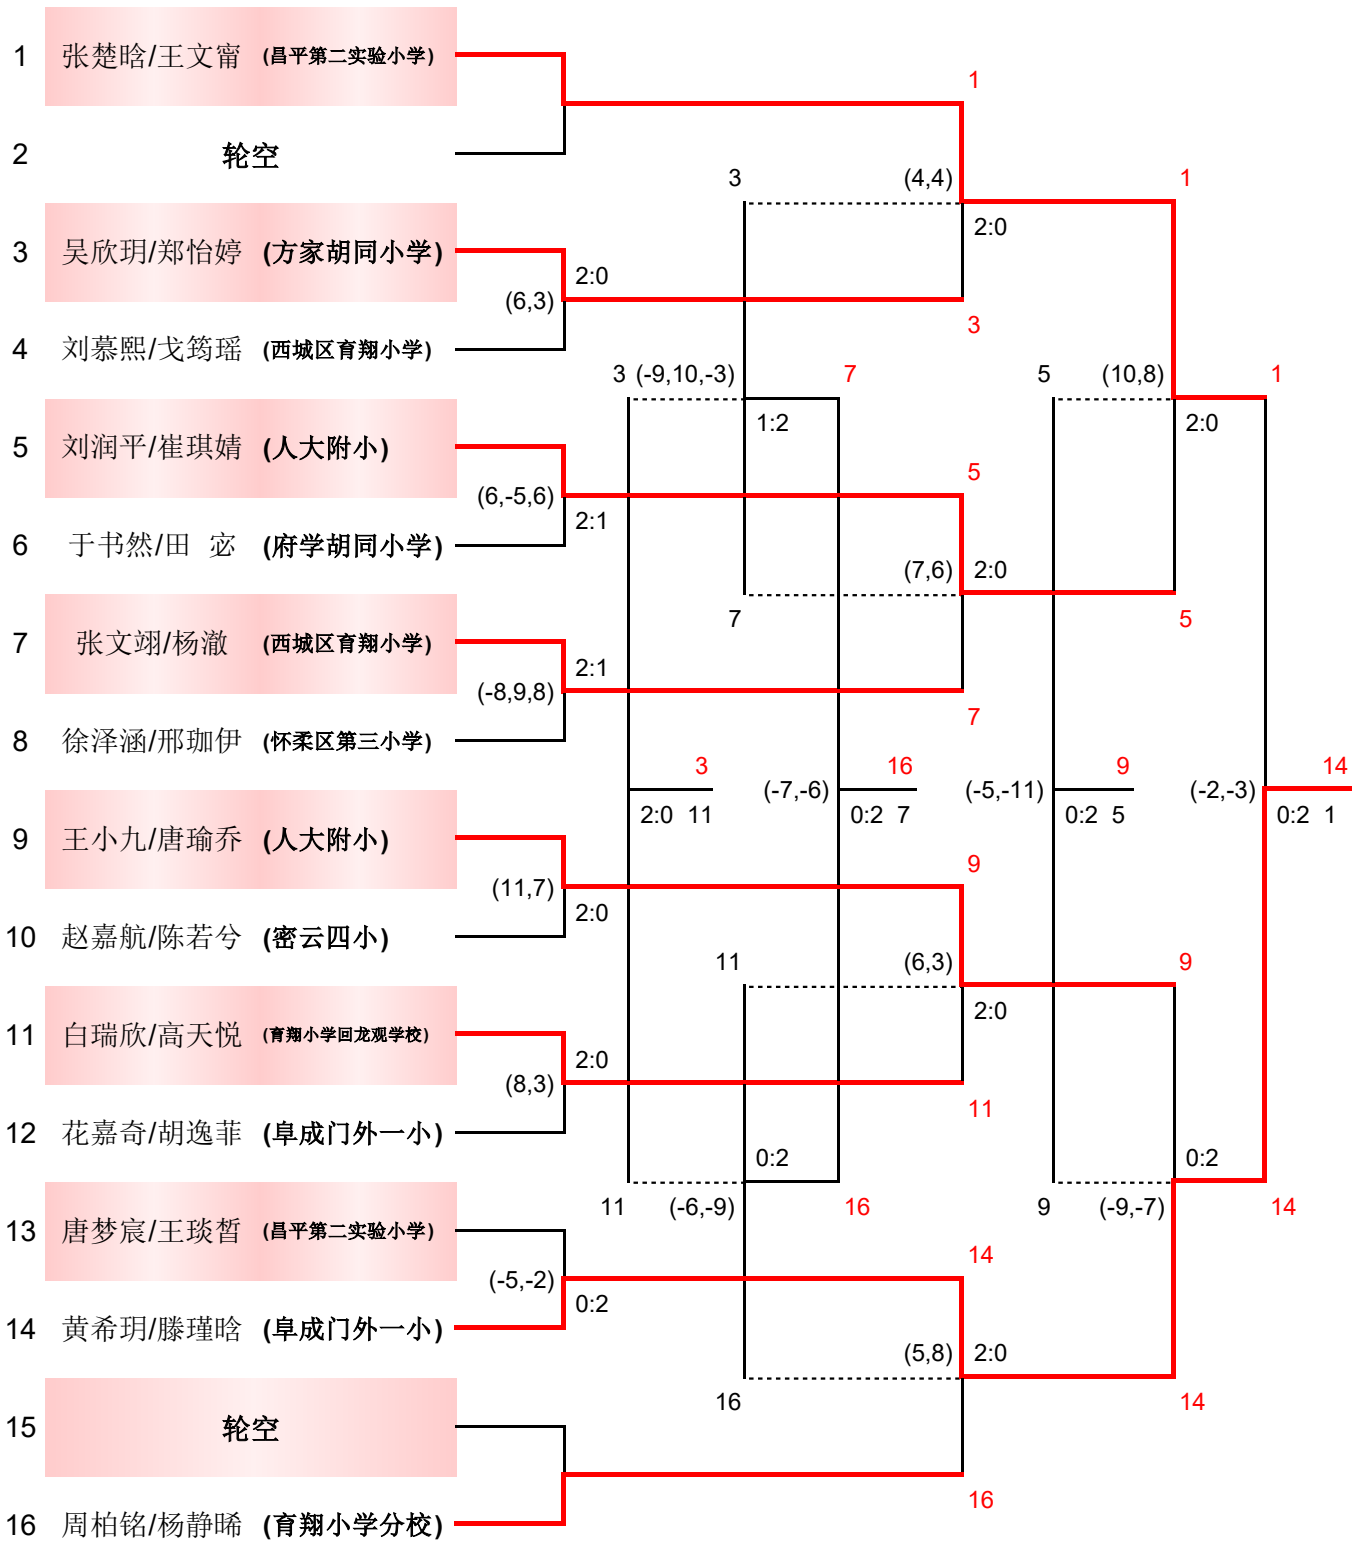 1 张楚晗/王文甯 (昌平第二实验小学)
1
2 轮空
3 (4,4) 1
2:0
3 吴欣玥/郑怡婷 (方家胡同小学)
2:0
(6,3)
3
4 刘慕熙/戈筠瑶 (西城区育翔小学)
3 (-9,10,-3) 7 5 (10,8) 1
1:2 2:0
5 刘润平/崔琪婧 (人大附小)
5
(6,-5,6)
2:1
6 于书然/田 宓 (府学胡同小学)
(7,6) 2:0
7 5
7 张文翊/杨澈 (西城区育翔小学)
2:1
(-8,9,8)
7
8 徐泽涵/邢珈伊 (怀柔区第三小学)
3 16 9 14
(-7,-6) (-5,-11) (-2,-3)
2:0 11 0:2 7 0:2 5 0:2 1
9 王小九/唐瑜乔 (人大附小)
9
(11,7)
2:0
10 赵嘉航/陈若兮 (密云四小)
11 (6,3) 9
2:0
11 白瑞欣/高天悦 (育翔小学回龙观学校)
2:0
(8,3)
11
12 花嘉奇/胡逸菲 (阜成门外一小)
0:2 0:2
11 (-6,-9) 16 9 (-9,-7) 14
13 唐梦宸/王琰皙 (昌平第二实验小学)
14
(-5,-2)
0:2
14 黄希玥/滕瑾晗 (阜成门外一小)
(5,8) 2:0
16 14
15 轮空
16
16 周柏铭/杨静晞 (育翔小学分校)